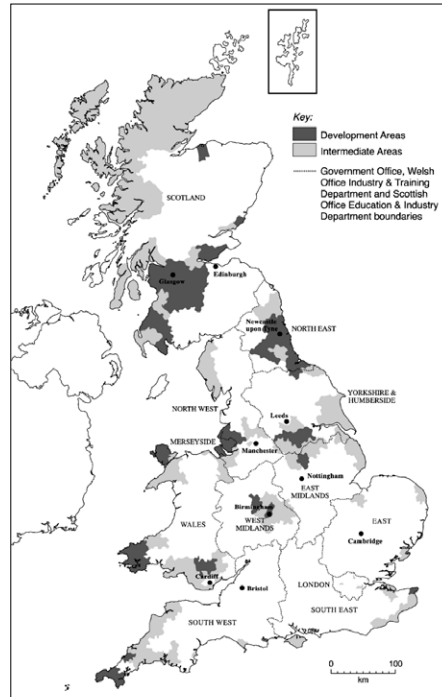 Key:
Development Areas
Intermediate Areas
Government Office, Welsh
Office Industry & Training
Department and Scottish
Office Education & Industry
Department boundaries
SCOTLAND
Glasgow
Edinburgh
Newcastle
upon Tyne
NORTH EAST
NORTH WEST
YORKSHIRE &
HUMBERSIDE
Leeds
MERSEYSIDE
Manchester
Nottingham
EAST
MIDLANDS
Birmingham
WEST
MIDLANDS
WALES
EAST
Cambridge
Cardiff
Bristol
LONDON
SOUTH EAST
SOUTH WEST
0
100
km